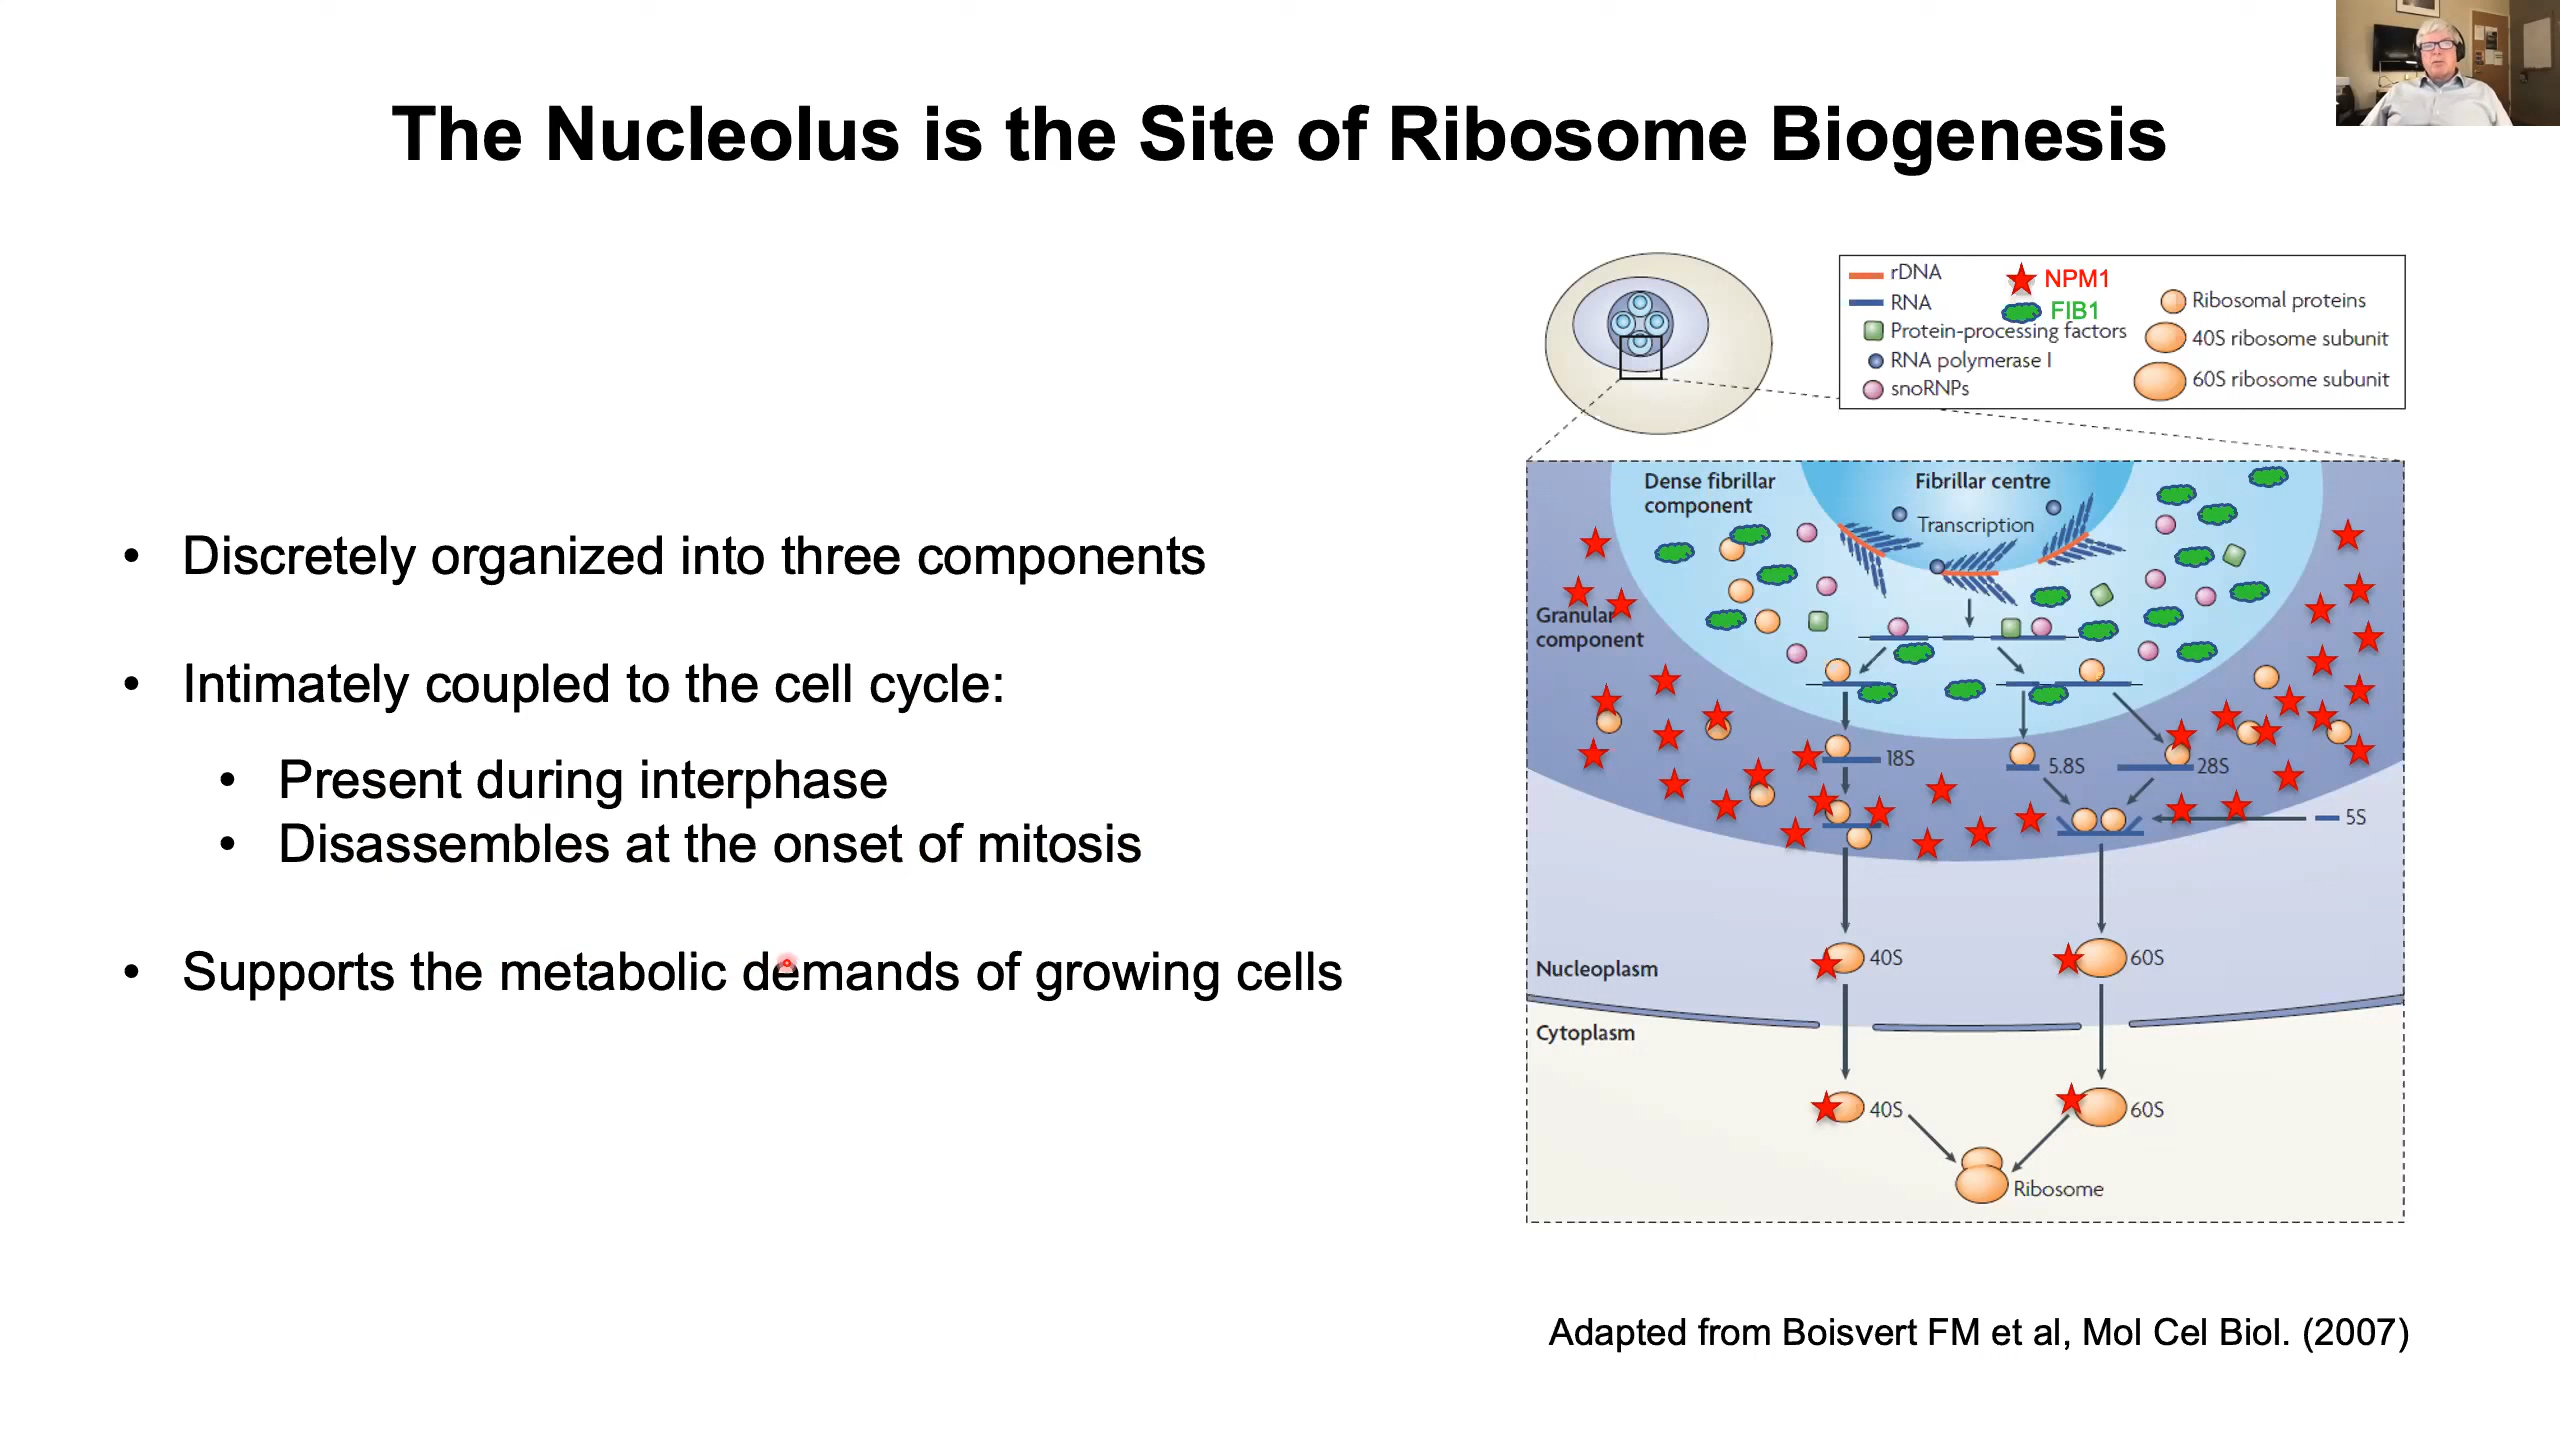 The Nucleolus is the Site of Ribosome Biogenesis
• Discretely organized into three components
• Intimately coupled to the cell cycle:
• Present during interphase
• Disassembles at the onset of mitosis
• Supports the metabolic demands of growing cells
rDNA
RNA
Protein-processing factors
RNA polymerase I
snoRNPs
NPM1
FIB1
Ribosomal proteins
40S ribosome subunit
60S ribosome subunit
Dense fibrillar
component
Fibrillar centre
Transcription
Granular
component
18S
5.8S
28S
5S
40S
60S
Nucleoplasm
Cytoplasm
40S
60S
Ribosome
Adapted from Boisvert FM et al, Mol Cel Biol. (2007)